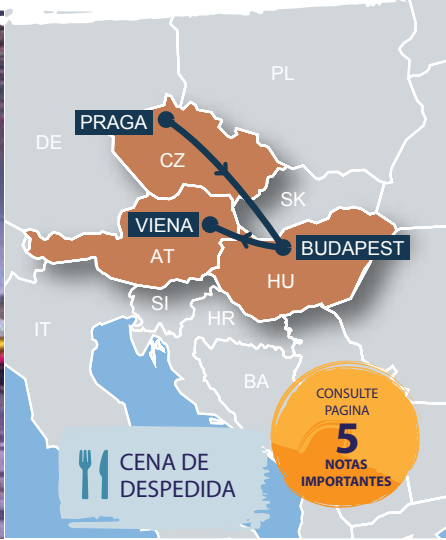 PL
PRAGA
DE
CZ
SK
VIENA
BUDAPEST
AT
HU
SI
HR
IT
BA
CONSULTE
PAGINA
5
NOTAS
IMPORTANTES
CENA DE
DESPEDIDA